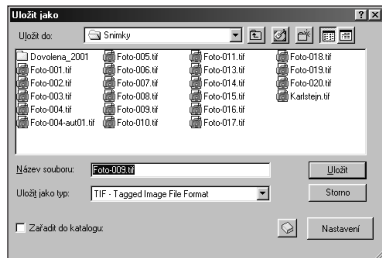 Uložit jako
Uložit do: Snimky
Dovolena_2001
Foto-001.tif
Foto-002.tif
Foto-003.tif
Foto-004.tif
Foto-004-aut01.tif
Foto-005.tif
Foto-006.tif
Foto-007.tif
Foto-008.tif
Foto-009.tif
Foto-010.tif
Foto-011.tif
Foto-013.tif
Foto-014.tif
Foto-015.tif
Foto-016.tif
Foto-017.tif
Foto-018.tif
Foto-019.tif
Foto-020.tif
Karlstejn.tif
Název souboru: Foto-009.tif
Uložit
Uložit jako typ: TIF - Tagged Image File Format
Storno
Zařadit do katalogu:
Nastavení